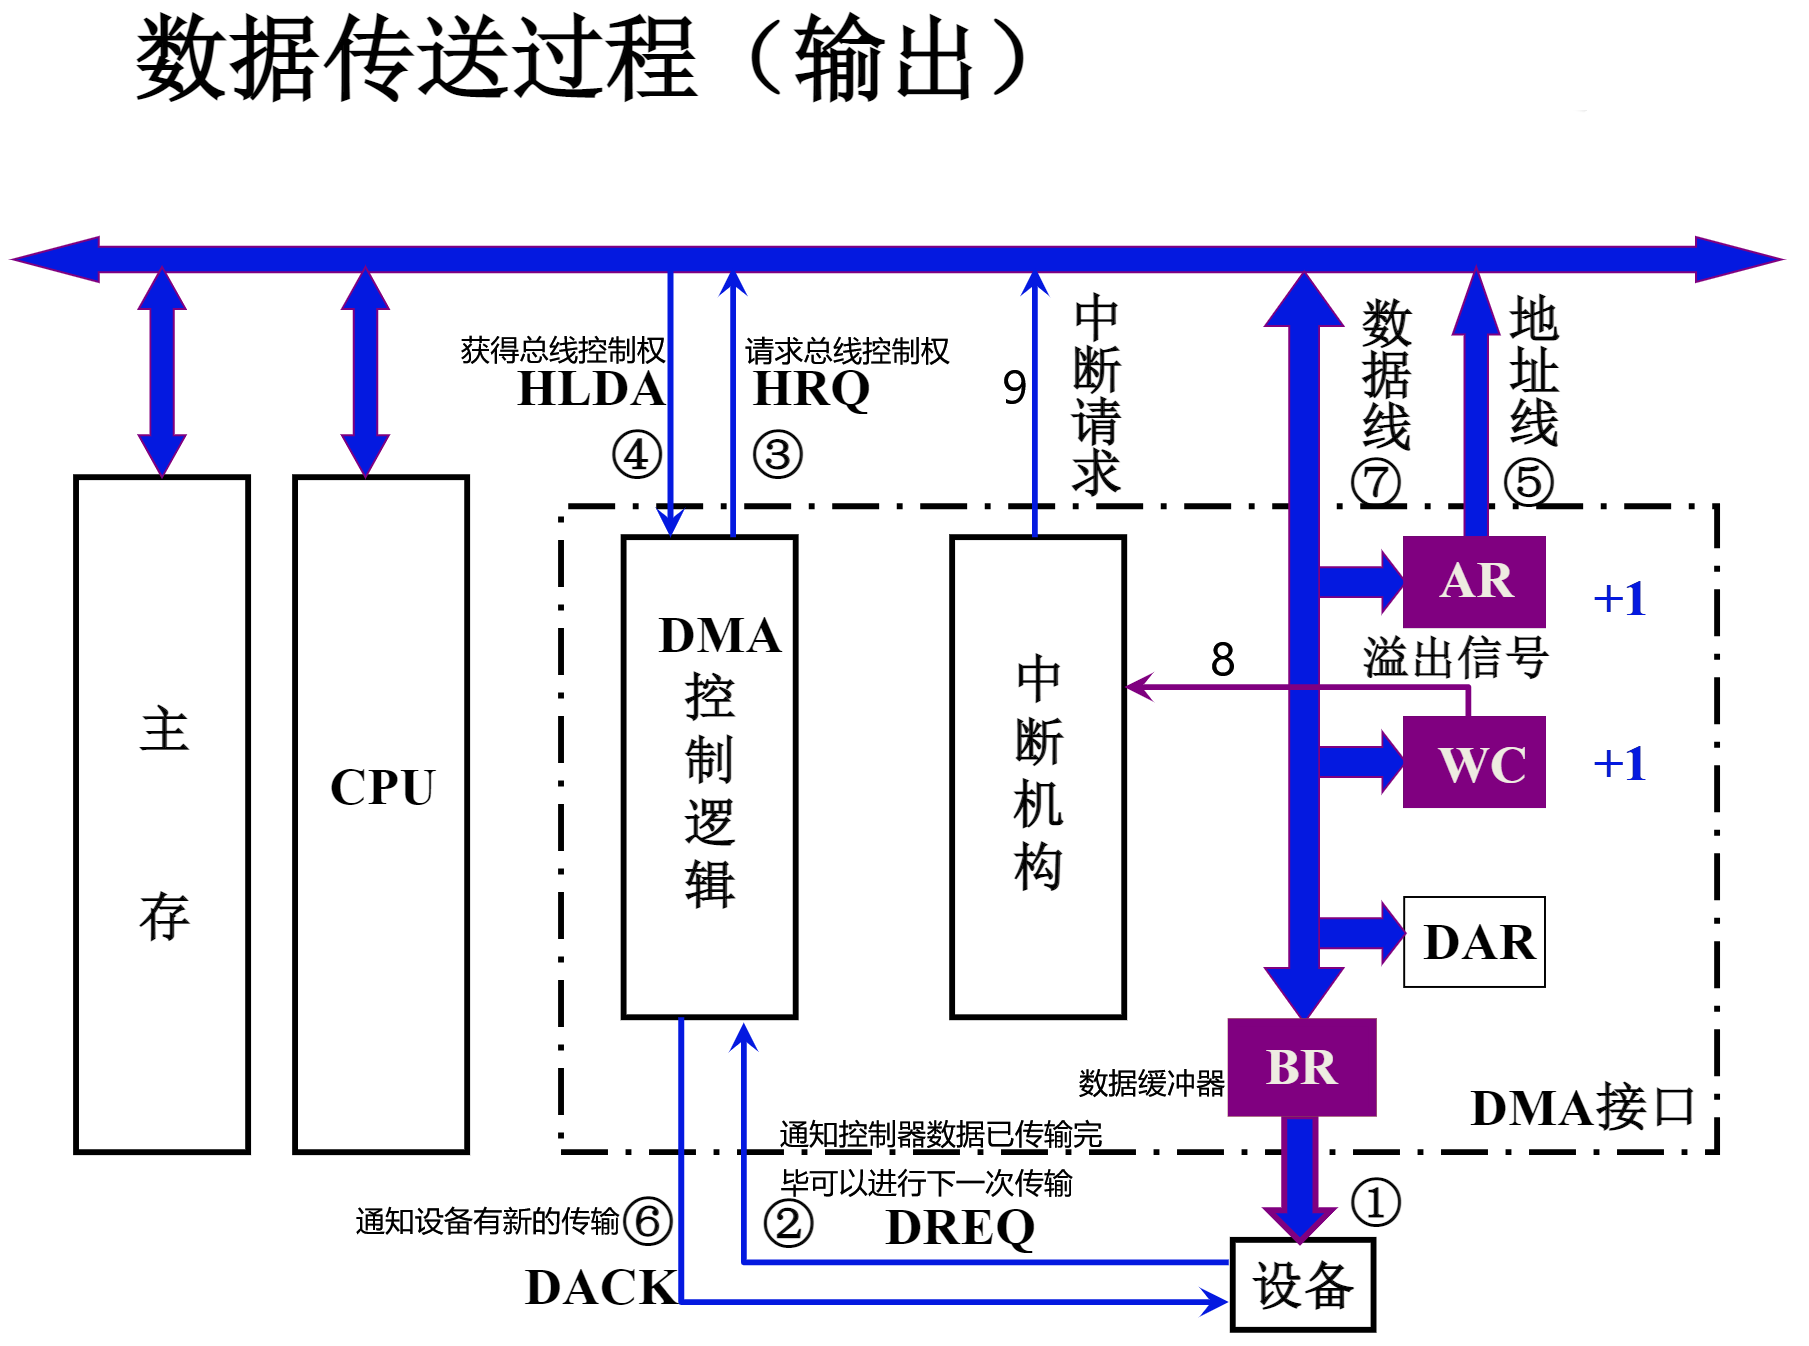 数据传送过程（输出）
获得总线控制权
HLDA
④
请求总线控制权
HRQ
③
9
中断请求
数据线
⑦
地址线
⑤
主存
CPU
DMA
控制逻辑
中断机构
AR
+1
溢出信号
8
WC
+1
DAR
BR
数据缓冲器
DMA接口
通知控制器数据已传输完
毕可以进行下一次传输
通知设备有新的传输
⑥
②
DREQ
①
DACK
设备